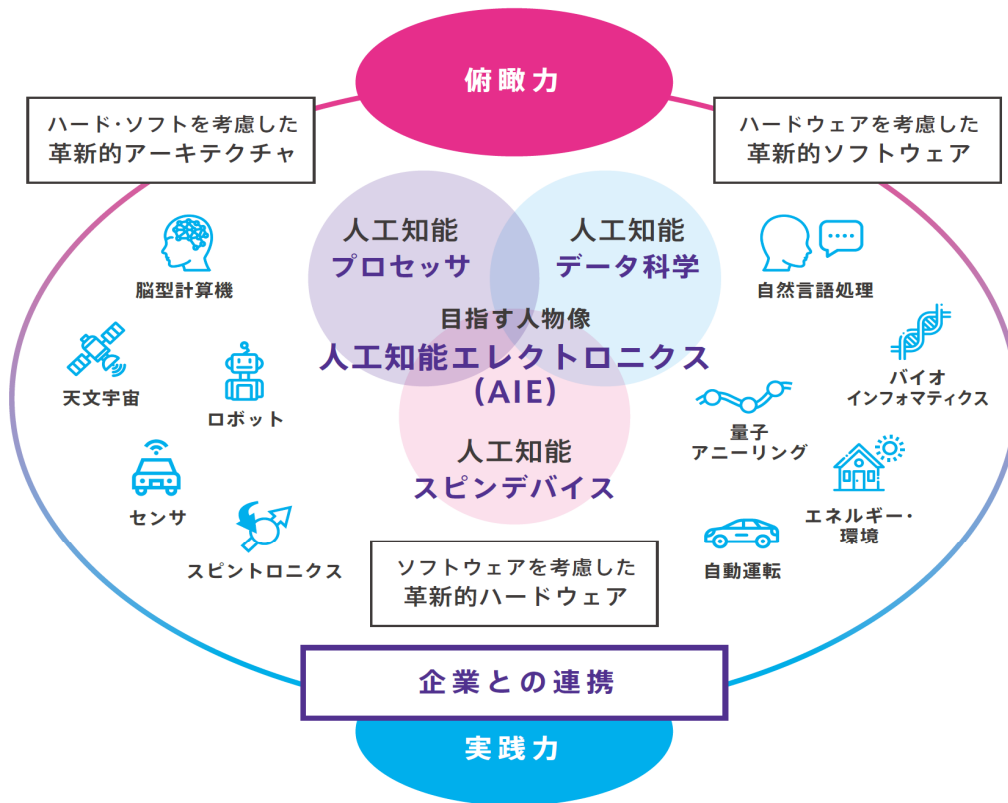 俯瞰力
ハード・ソフトを考慮した
革新的アーキテクチャ
ハードウェアを考慮した
革新的ソフトウェア
人工知能
プロセッサ
人工知能
データ科学
目指す人物像
人工知能エレクトロニクス
(AIE)
人工知能
スピンデバイス
脳型計算機
天文宇宙
ロボット
センサ
スピントロニクス
自然言語処理
バイオ
インフォマティクス
量子
アニーリング
エネルギー・
環境
自動運転
ソフトウェアを考慮した
革新的ハードウェア
企業との連携
実践力